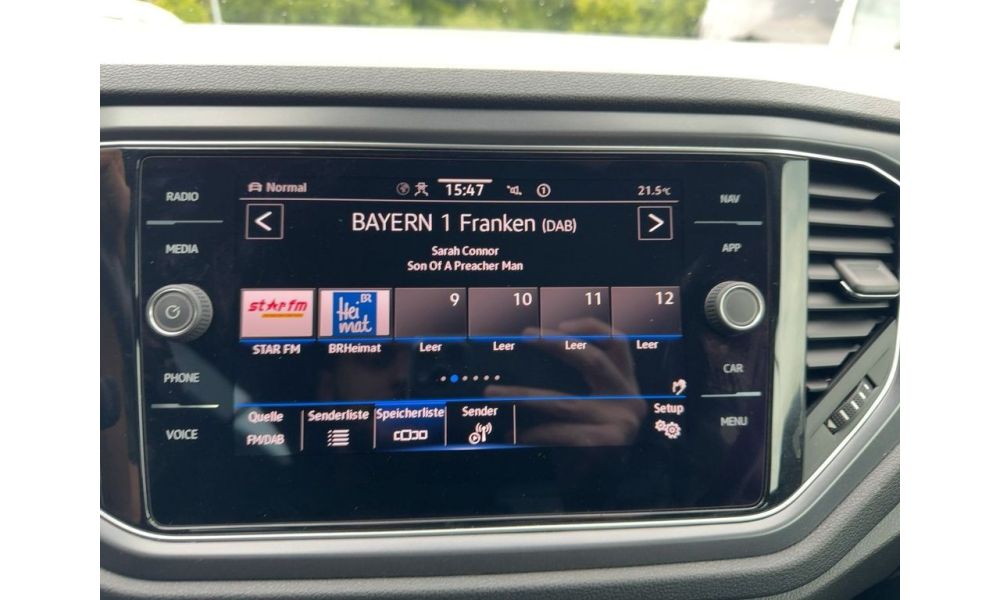 RADIO
MEDIA
PHONE
VOICE
Normal
15:47
1
21.5°C
BAYERN 1 Franken (DAB)
Sarah Connor
Son Of A Preacher Man
star fm
BR
Hei
mat
9
10
11
12
STAR FM
BRHeimat
Leer
Leer
Leer
Leer
Quelle
FM/DAB
Senderliste
Speicherliste
Sender
Setup
NAV
APP
CAR
MENU